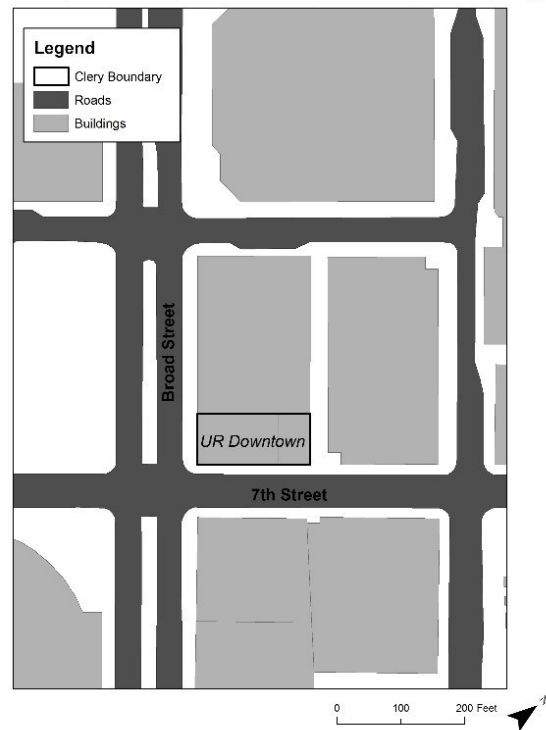 Legend
Clery Boundary
Roads
Buildings
Broad Street
UR Downtown
7th Street
0 100 200 Feet